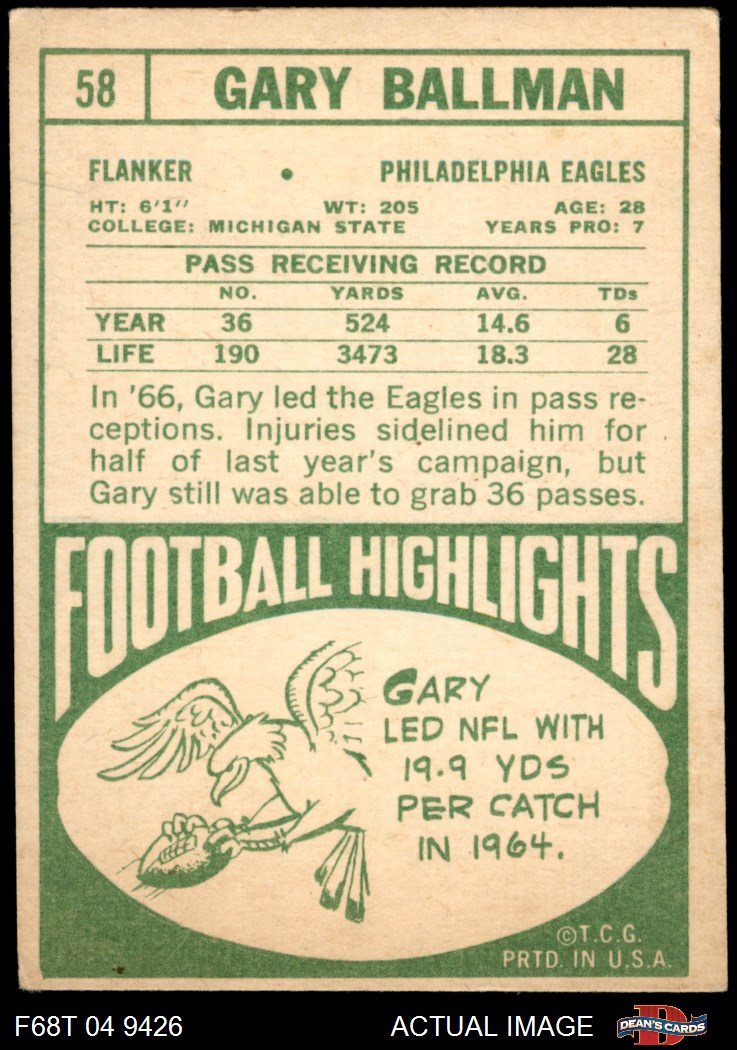 58 GARY BALLMAN
FLANKER • PHILADELPHIA EAGLES
HT: 6'1" WT: 205 AGE: 28
COLLEGE: MICHIGAN STATE YEARS PRO: 7
PASS RECEIVING RECORD
NO. YARDS AVG. TDs
YEAR 36 524 14.6 6
LIFE 190 3473 18.3 28
In '66, Gary led the Eagles in pass re-
ceptions. Injuries sidelined him for
half of last year's campaign, but
Gary still was able to grab 36 passes.
FOOTBALL HIGHLIGHTS
GARY
LED NFL WITH
19.9 YDS
PER CATCH
IN 1964.
©T.C.G.
PRTD. IN U.S.A.
F68T 04 9426 ACTUAL IMAGE D DEAN'S CARDS